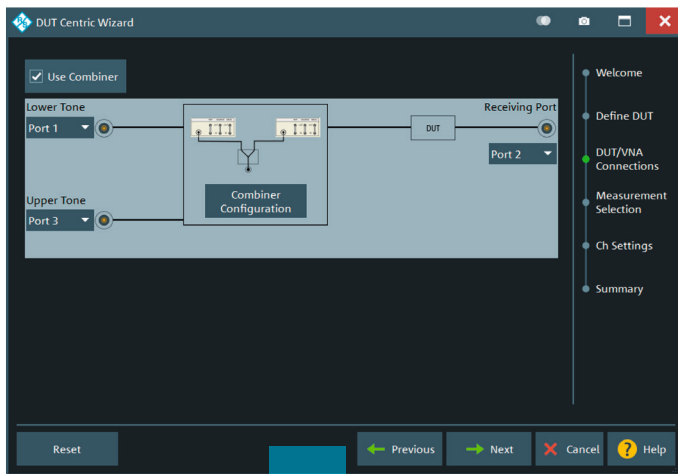 DUT Centric Wizard
Use Combiner
Lower Tone
Port 1
Upper Tone
Port 3
Combiner
Configuration
DUT
Receiving Port
Port 2
Welcome
Define DUT
DUT/VNA
Connections
Measurement
Selection
Ch Settings
Summary
Reset
Previous
Next
Cancel
? Help